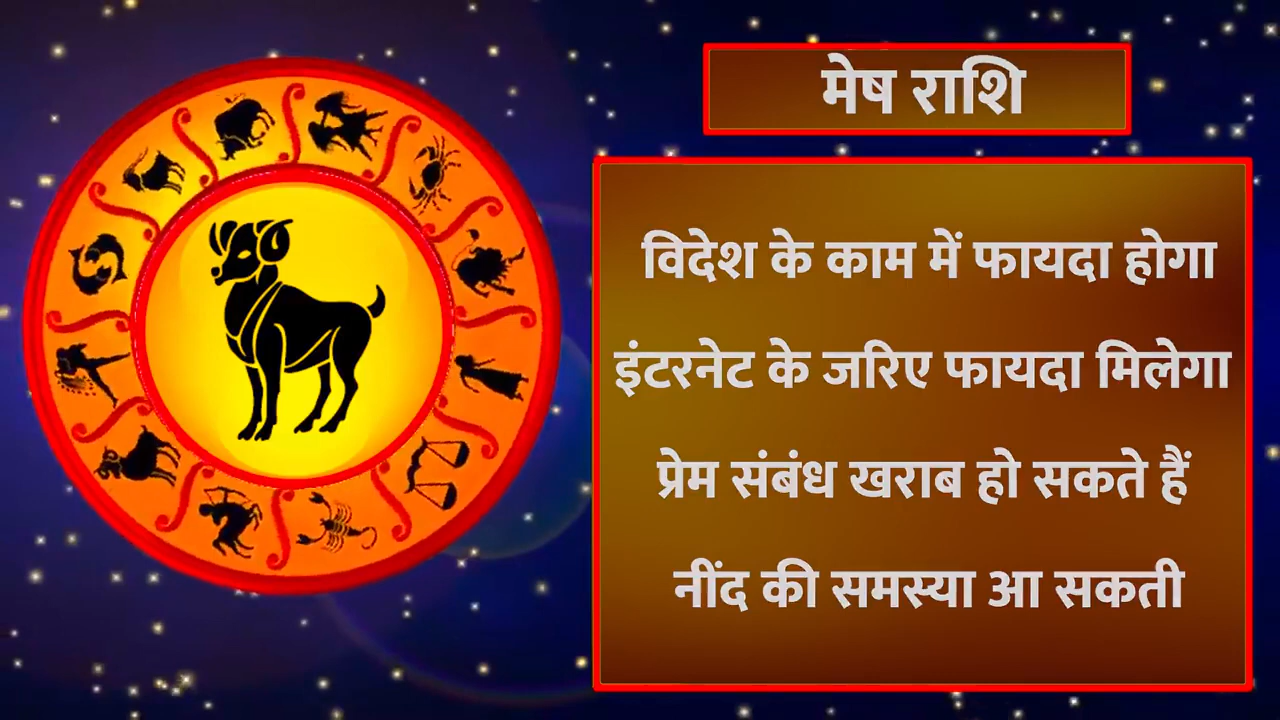 मेष राशि
विदेश के काम में फायदा होगा
इंटरनेट के जरिए फायदा मिलेगा
प्रेम संबंध खराब हो सकते हैं
नींद की समस्या आ सकती